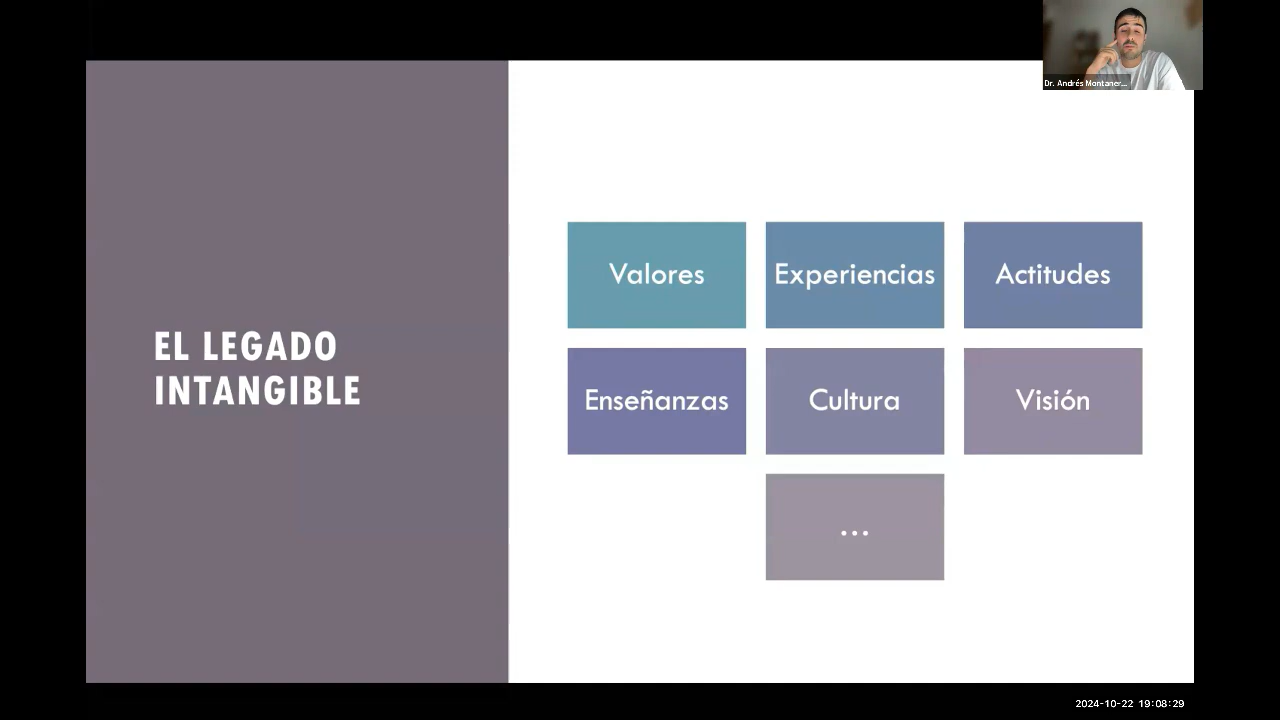 Dr. Andrés Montaner...
EL LEGADO
INTANGIBLE
Valores
Experiencias
Actitudes
Enseñanzas
Cultura
Visión
...
2024-10-22 19:08:29